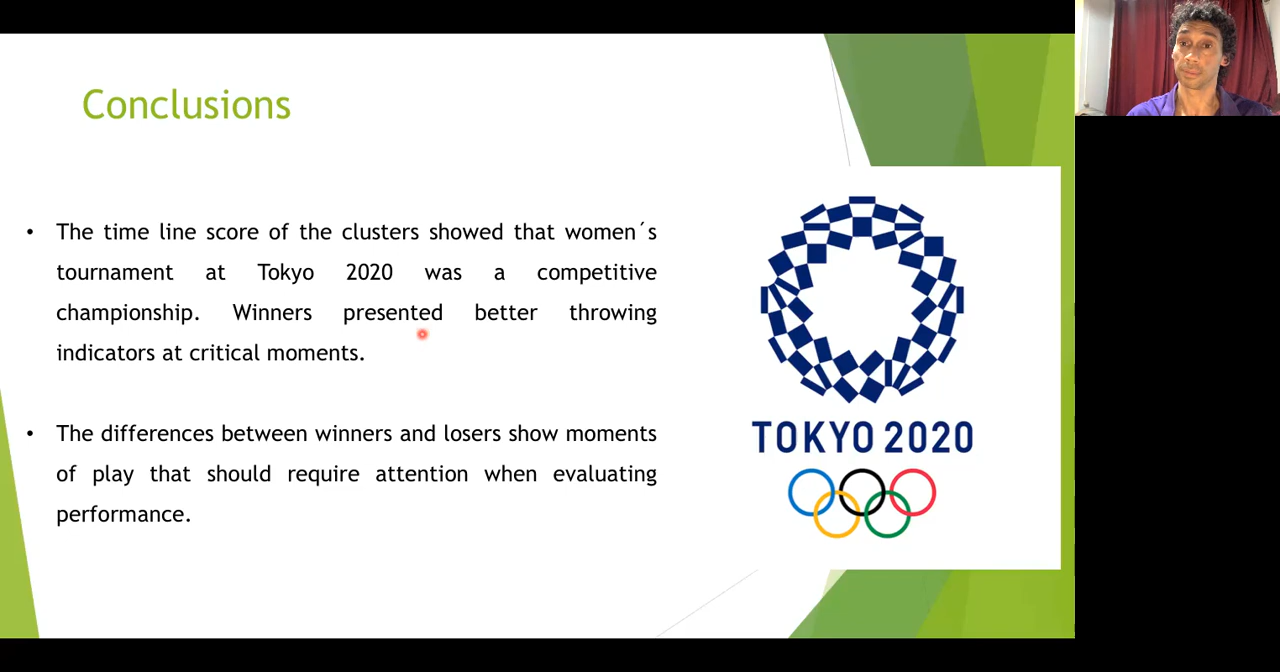 Conclusions
• The time line score of the clusters showed that women´s
tournament at Tokyo 2020 was a competitive
championship. Winners presented better throwing
indicators at critical moments.
• The differences between winners and losers show moments
of play that should require attention when evaluating
performance.
TOKYO 2020